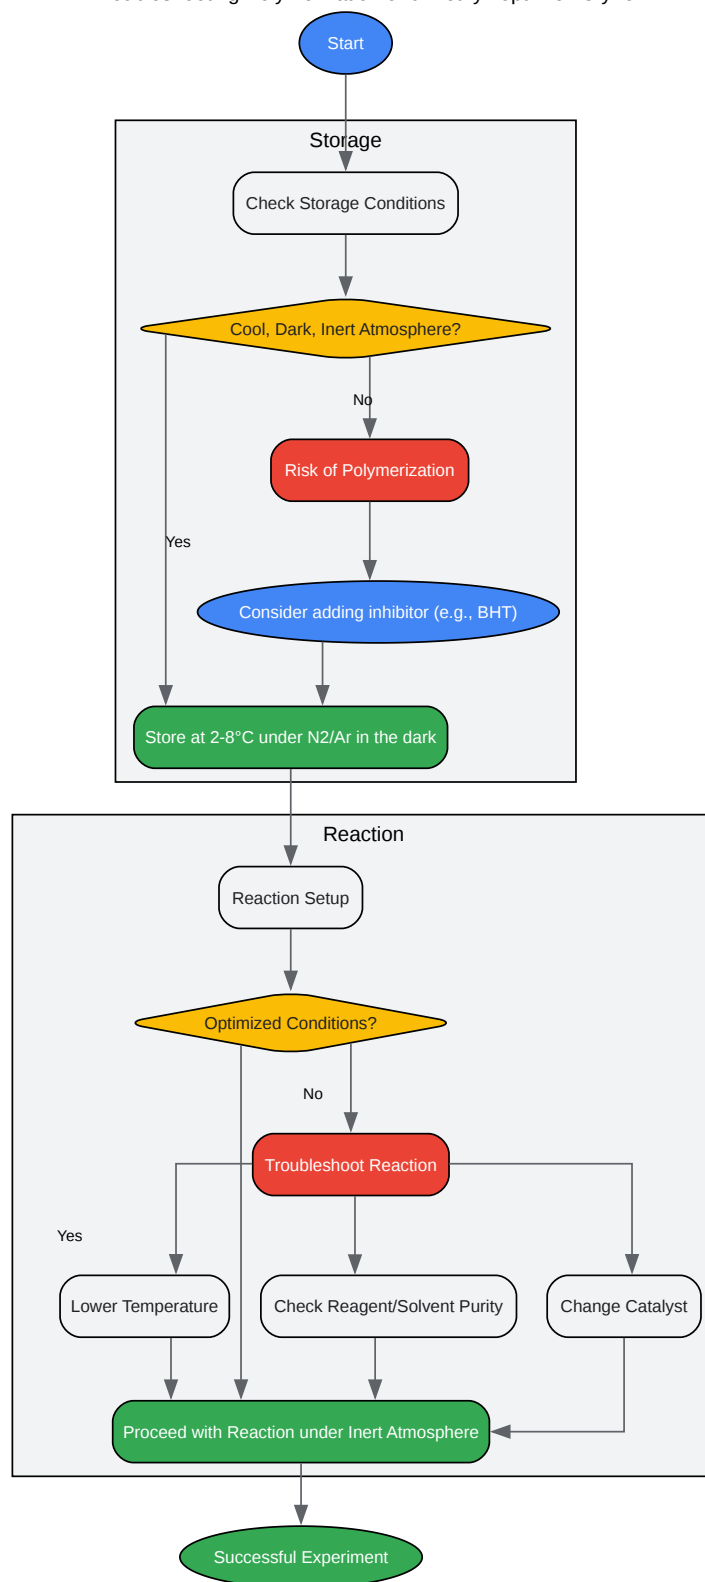 Start
Storage
Check Storage Conditions
Cool, Dark, Inert Atmosphere?
No
Risk of Polymerization
Yes
Consider adding inhibitor (e.g., BHT)
Store at 2-8°C under N2/Ar in the dark
Reaction
Reaction Setup
Optimized Conditions?
No
Troubleshoot Reaction
Yes
Lower Temperature
Check Reagent/Solvent Purity
Change Catalyst
Proceed with Reaction under Inert Atmosphere
Successful Experiment